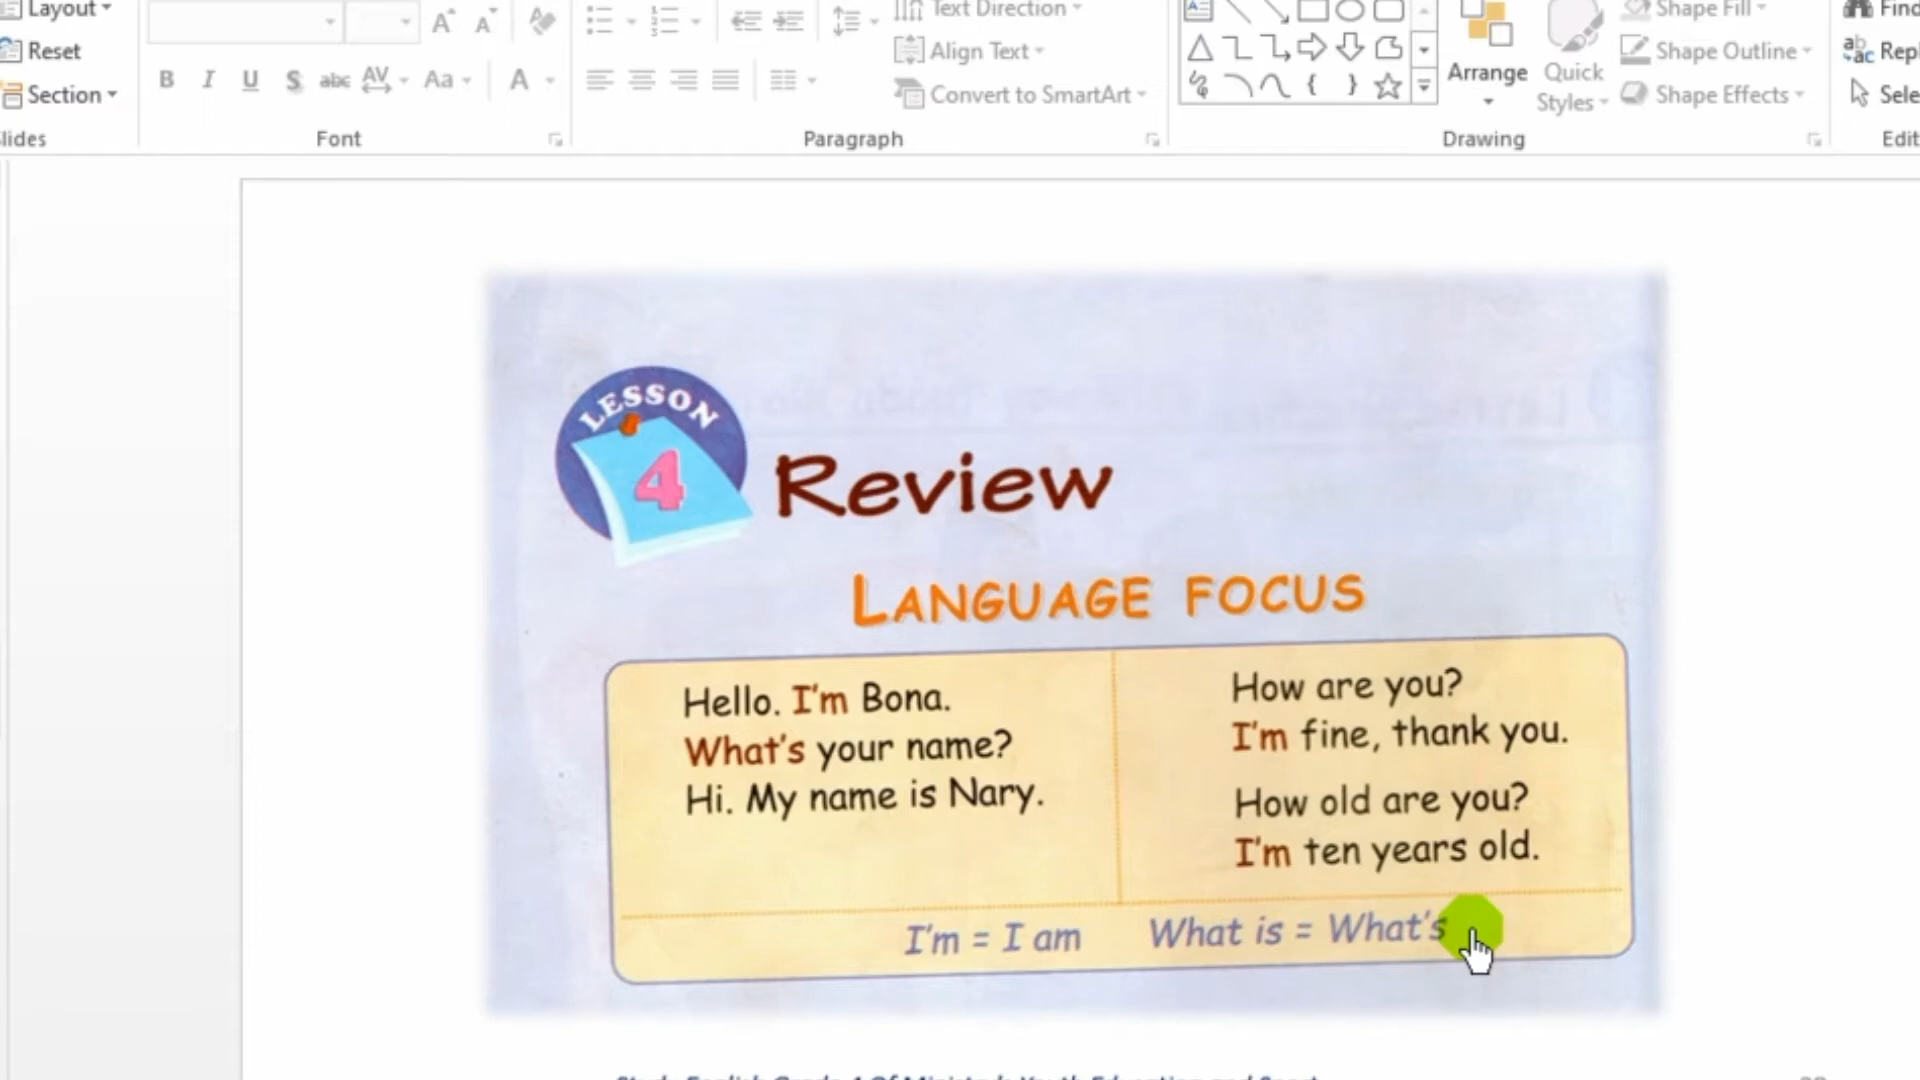 Layout
Reset
Section
Font
Text Direction
Align Text
Convert to SmartArt
Paragraph
Arrange
Quick
Styles
Shape Fill
Shape Outline
Shape Effects
Drawing
LESSON
4
Review
LANGUAGE FOCUS
Hello. I'm Bona.
What's your name?
Hi. My name is Nary.
How are you?
I'm fine, thank you.
How old are you?
I'm ten years old.
I'm = I am What is = What's